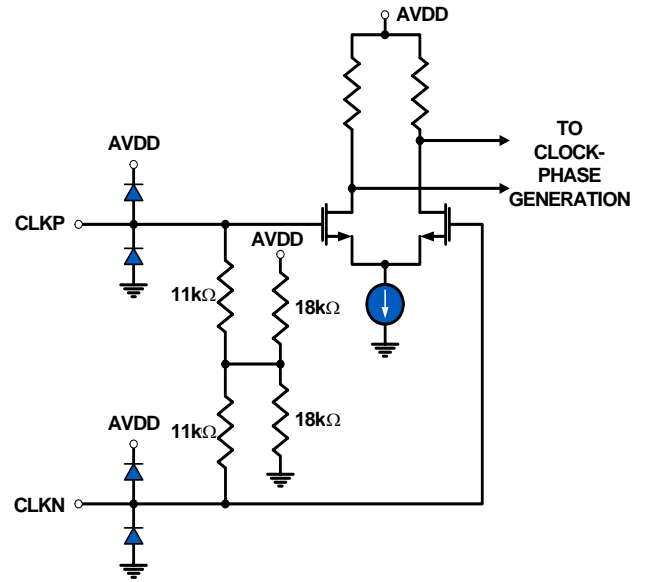 AVDD
TO
CLOCK-
PHASE
GENERATION
AVDD
CLKP
AVDD
11kΩ
18kΩ
11kΩ
18kΩ
AVDD
CLKN